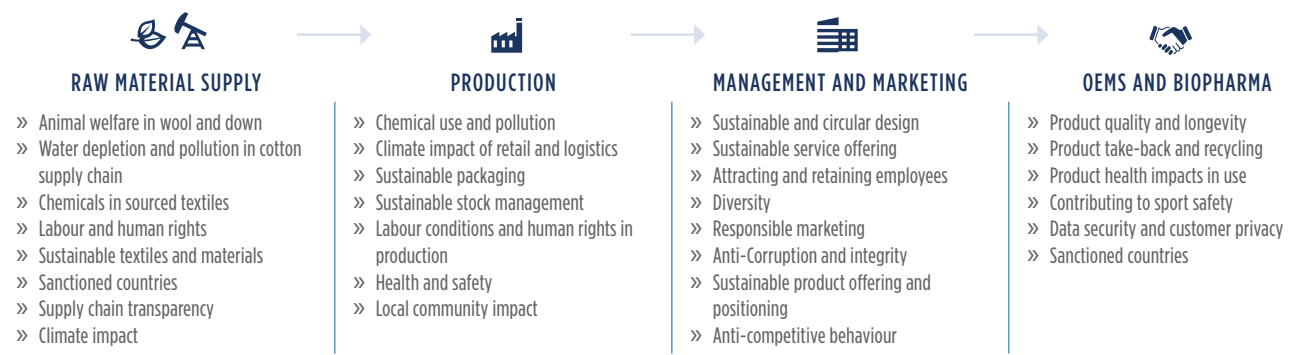 RAW MATERIAL SUPPLY
» Animal welfare in wool and down
» Water depletion and pollution in cotton
supply chain
» Chemicals in sourced textiles
» Labour and human rights
» Sustainable textiles and materials
» Sanctioned countries
» Supply chain transparency
» Climate impact
PRODUCTION
» Chemical use and pollution
» Climate impact of retail and logistics
» Sustainable packaging
» Sustainable stock management
» Labour conditions and human rights in
production
» Health and safety
» Local community impact
MANAGEMENT AND MARKETING
» Sustainable and circular design
» Sustainable service offering
» Attracting and retaining employees
» Diversity
» Responsible marketing
» Anti-Corruption and integrity
» Sustainable product offering and
positioning
» Anti-competitive behaviour
OEMS AND BIOPHARMA
» Product quality and longevity
» Product take-back and recycling
» Product health impacts in use
» Contributing to sport safety
» Data security and customer privacy
» Sanctioned countries